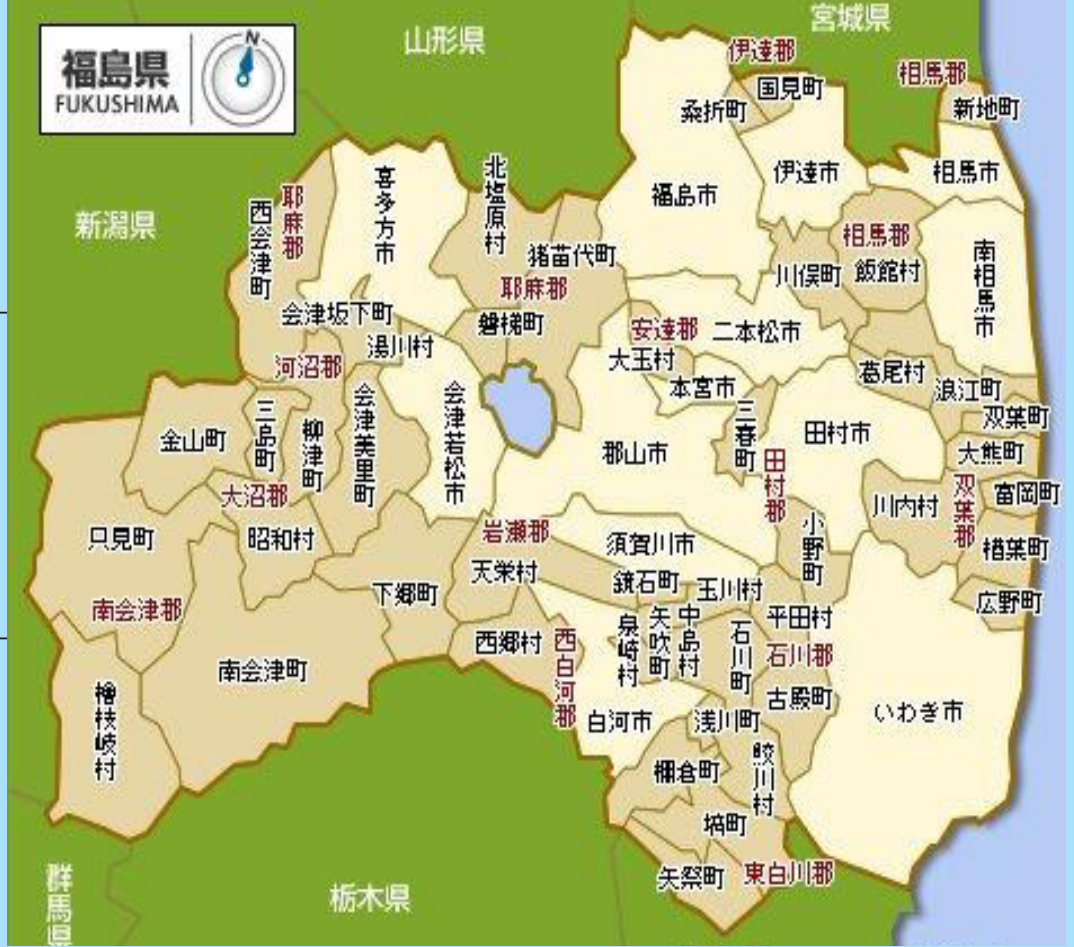 福島県
FUKUSHIMA
N
山形県
宮城県
新潟県
群馬県
栃木県
伊達郡
国見町
桑折町
相馬郡
新地町
相馬市
伊達市
福島市
喜多方市
北塩原村
西会津町
耶麻郡
猪苗代町
耶麻郡
磐梯町
川俣町
相馬郡
飯館村
南相馬市
会津坂下町
湯川村
河沼郡
安達郡
大玉村
二本松市
本宮市
葛尾村
浪江町
双葉町
大熊町
富岡町
双葉郡
楢葉町
川内村
広野町
金山町
三島町
柳津町
会津美里町
会津若松市
郡山市
三春町
田村市
田村郡
小野町
大沼郡
昭和村
只見町
南会津郡
南会津町
檜枝岐村
下郷町
岩瀬郡
天栄村
須賀川市
鏡石町
玉川村
平田村
西郷村
西白河郡
泉崎村
矢吹町
中島村
石川町
石川郡
古殿町
白河市
浅川町
鮫川村
棚倉町
塙町
矢祭町
東白川郡
いわき市